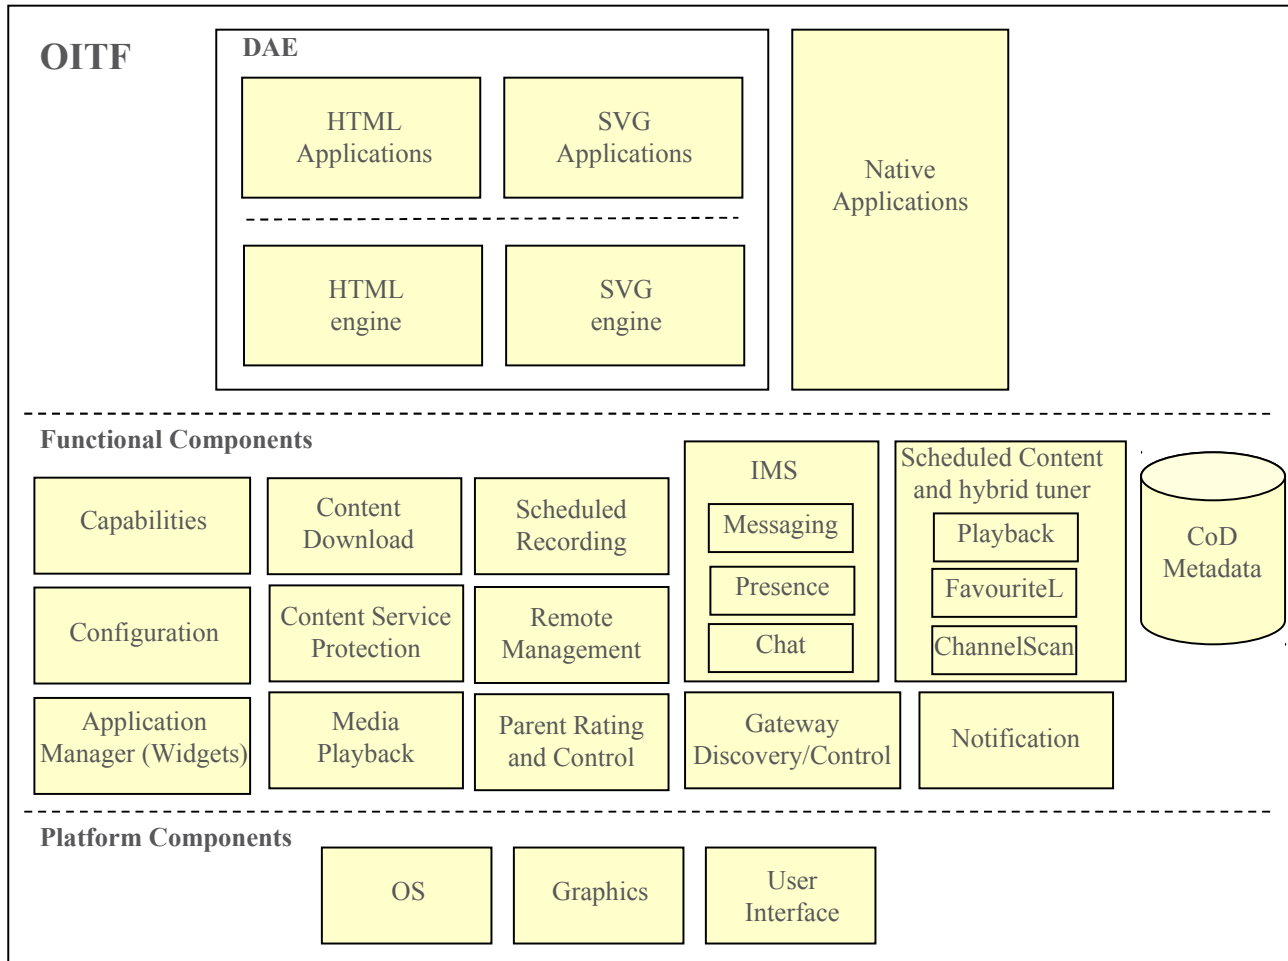 OITF
DAE
HTML
Applications
SVG
Applications
HTML
engine
SVG
engine
Native
Applications
Functional Components
Capabilities
Content
Download
Scheduled
Recording
IMS
Messaging
Presence
Chat
Scheduled Content
and hybrid tuner
Playback
FavouriteL
ChannelScan
CoD
Metadata
Configuration
Content Service
Protection
Remote
Management
Application
Manager (Widgets)
Media
Playback
Parent Rating
and Control
Gateway
Discovery/Control
Notification
Platform Components
OS
Graphics
User
Interface